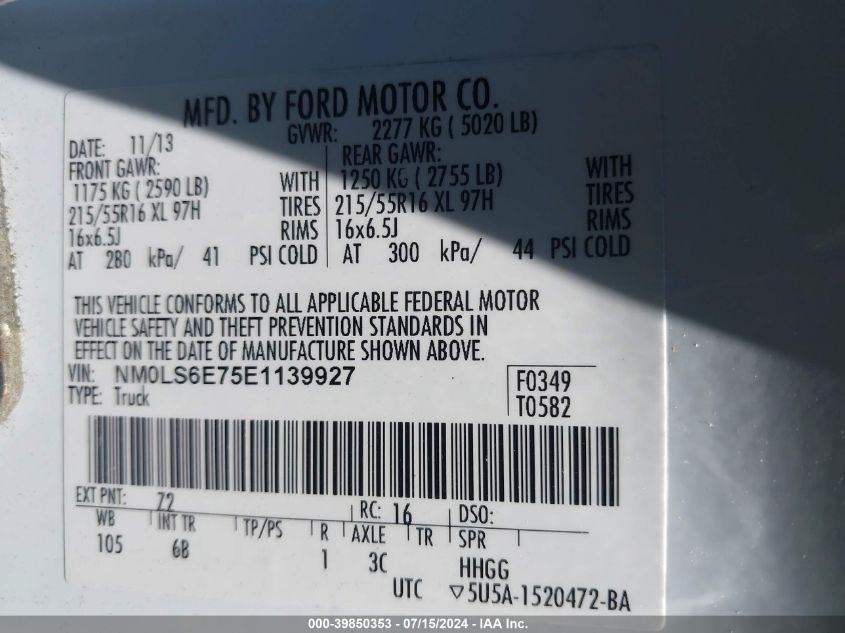 MFD. BY FORD MOTOR CO.
DATE: 11/13 GVWR: 2277 KG ( 5020 LB)
FRONT GAWR: REAR GAWR:
1175 KG ( 2590 LB) WITH 1250 KG ( 2755 LB) WITH
215/55R16 XL 97H TIRES 215/55R16 XL 97H TIRES
16x6.5J RIMS 16x6.5J RIMS
AT 280 kPa/ 41 PSI COLD AT 300 kPa/ 44 PSI COLD
THIS VEHICLE CONFORMS TO ALL APPLICABLE FEDERAL MOTOR
VEHICLE SAFETY AND THEFT PREVENTION STANDARDS IN
EFFECT ON THE DATE OF MANUFACTURE SHOWN ABOVE.
VIN: NM0LS6E75E1139927 F0349
TYPE: Truck T0582
EXT PNT: 72 RC: 16 DSO:
WB INT TR TP/PS R AXLE TR SPR
105 6B 1 3C HHGG
UTC ▽5U5A-1520472-BA
000-39850353 - 07/15/2024 - IAA Inc.